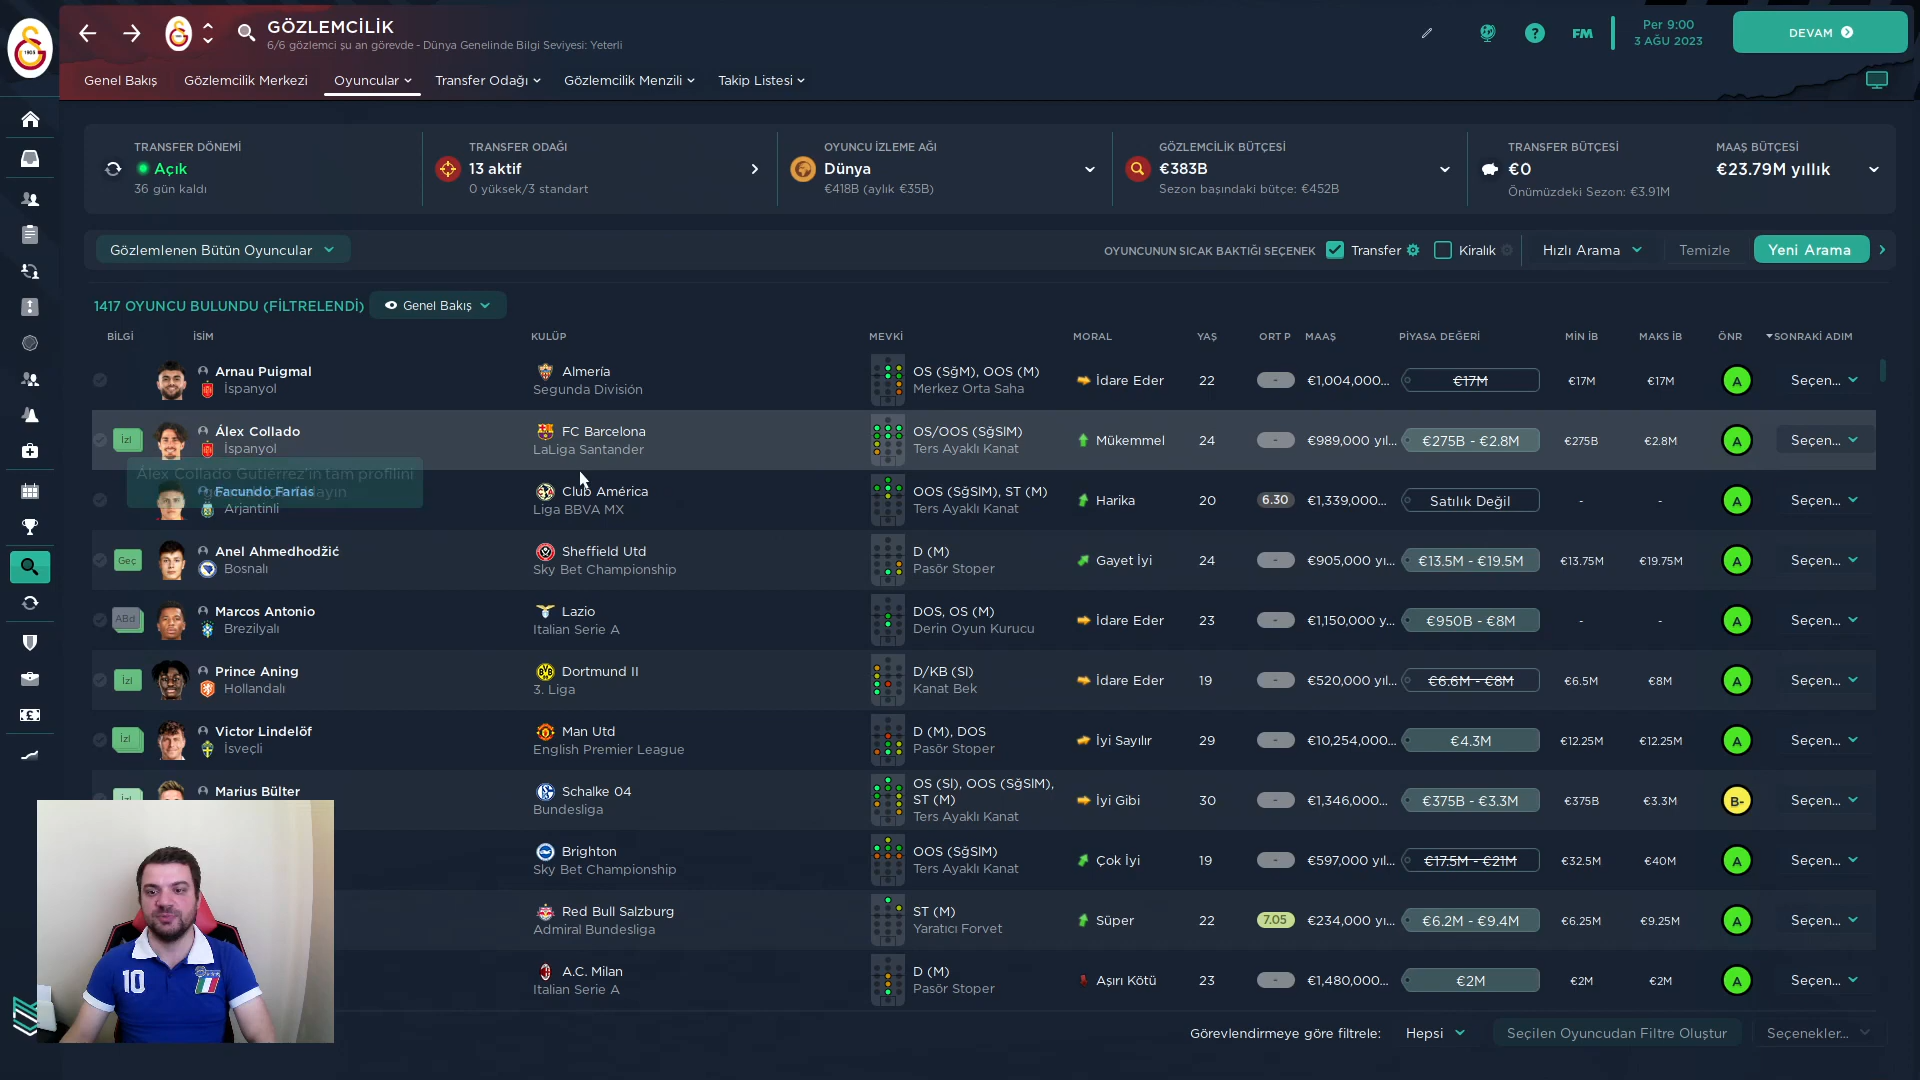 GÖZLEMCİLİK
6/6 gözlemci şu an görevde - Dünya Genelinde Bilgi Seviyesi: Yeterli
FM
Per 9:00
3 AĞU 2023
DEVAM
Genel Bakış
Gözlemcilik Merkezi
Oyuncular
Transfer Odağı
Gözlemcilik Menzili
Takip Listesi
TRANSFER DÖNEMİ
Açık
36 gün kaldı
TRANSFER ODAĞI
13 aktif
0 yüksek/3 standart
OYUNCU İZLEME AĞI
Dünya
€418B (aylık €35B)
GÖZLEMCİLİK BÜTÇESİ
€383B
Sezon başındaki bütçe: €452B
TRANSFER BÜTÇESİ
€0
Önümüzdeki Sezon: €3.91M
MAAŞ BÜTÇESİ
€23.79M yıllık
Gözlemlenen Bütün Oyuncular
OYUNCUNUN SICAK BAKTIĞI SEÇENEK
Transfer
Kiralık
Hızlı Arama
Temizle
Yeni Arama
1417 OYUNCU BULUNDU (FİLTRELENDİ)
Genel Bakış
BİLGİ İSİM KULÜP MEVKİ MORAL YAŞ ORT P MAAŞ PİYASA DEĞERİ MİN İB MAKS İB ÖNR SONRAKİ ADIM
Arnau Puigmal Almería OS (SğM), OOS (M) İdare Eder 22 - €1,004,000... €17M €17M €17M A Seçen...
İspanyol Segunda División Merkez Orta Saha
İzl Álex Collado FC Barcelona OS/OOS (SğSlM) Mükemmel 24 - €989,000 yıl... €275B - €2.8M €275B €2.8M A Seçen...
İspanyol LaLiga Santander Ters Ayaklı Kanat
Álex Collado Gutiérrez'in tam profilini
Facundo Farías Club América OOS (SğSlM), ST (M) Harika 20 6.30 €1,339,000... Satılık Değil - - A Seçen...
Arjantinli Liga BBVA MX Ters Ayaklı Kanat
Geç Anel Ahmedhodžić Sheffield Utd D (M) Gayet İyi 24 - €905,000 yı... €13.5M - €19.5M €13.75M €19.75M A Seçen...
Bosnalı Sky Bet Championship Pasör Stoper
ABd Marcos Antonio Lazio DOS, OS (M) İdare Eder 23 - €1,150,000 y... €950B - €8M - - A Seçen...
Brezilyalı Italian Serie A Derin Oyun Kurucu
İzl Prince Aning Dortmund II D/KB (Sl) İdare Eder 19 - €520,000 yıl... €6.6M - €8M €6.5M €8M A Seçen...
Hollandalı 3. Liga Kanat Bek
İzl Victor Lindelöf Man Utd D (M), DOS İyi Sayılır 29 - €10,254,000... €4.3M €12.25M €12.25M A Seçen...
İsveçli English Premier League Pasör Stoper
İzl Marius Bülter Schalke 04 OS (Sl), OOS (SğSlM), ST (M) İyi Gibi 30 - €1,346,000... €375B - €3.3M €375B €3.3M B- Seçen...
Bundesliga Ters Ayaklı Kanat
Brighton OOS (SğSlM) Çok İyi 19 - €597,000 yıl... €17.5M - €21M €32.5M €40M A Seçen...
Sky Bet Championship Ters Ayaklı Kanat
Red Bull Salzburg ST (M) Süper 22 7.05 €234,000 yı... €6.2M - €9.4M €6.25M €9.25M A Seçen...
Admiral Bundesliga Yaratıcı Forvet
A.C. Milan D (M) Aşırı Kötü 23 - €1,480,000... €2M €2M €2M A Seçen...
Italian Serie A Pasör Stoper
10
Görevlendirmeye göre filtrele: Hepsi
Seçilen Oyuncudan Filtre Oluştur
Seçenekler...